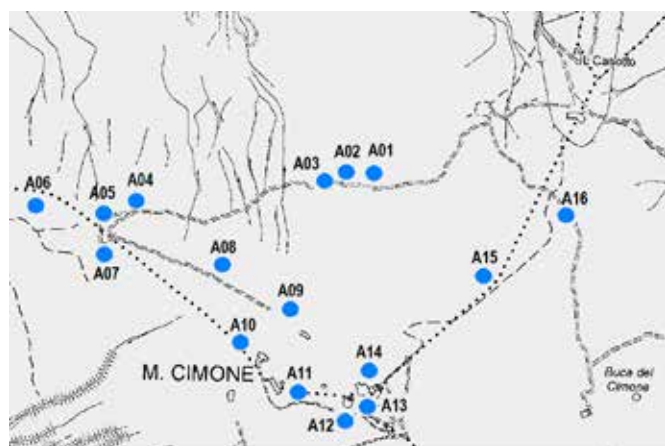 IL Casotto
A02
A01
A03
A06
A05
A04
A16
A08
A07
A15
A09
A10
A14
M. CIMONE
A11
Buca del
Cimone
A13
A12